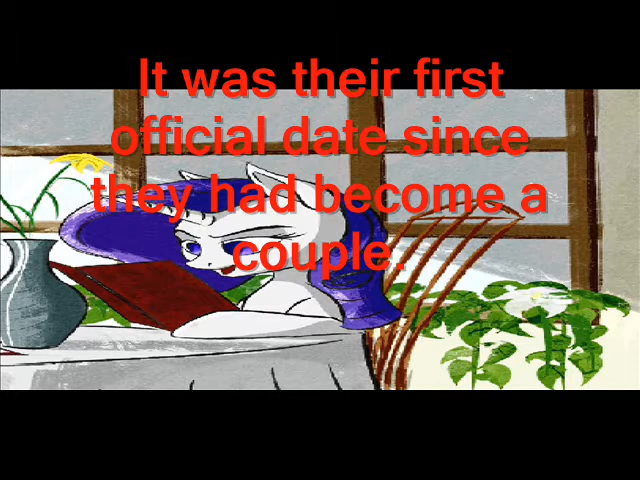 It was their first
official date since
they had become a
couple.